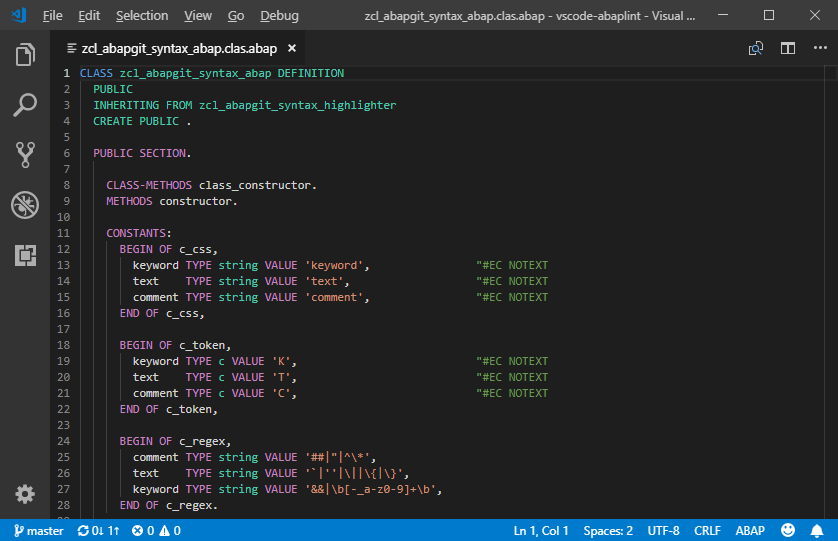 File Edit Selection View Go Debug zcl_abapgit_syntax_abap.clas.abap - vscode-abaplint - Visual ...
zcl_abapgit_syntax_abap.clas.abap
1 CLASS zcl_abapgit_syntax_abap DEFINITION
2 PUBLIC
3 INHERITING FROM zcl_abapgit_syntax_highlighter
4 CREATE PUBLIC .
5
6 PUBLIC SECTION.
7
8 CLASS-METHODS class_constructor.
9 METHODS constructor.
10
11 CONSTANTS:
12 BEGIN OF c_css,
13 keyword TYPE string VALUE 'keyword', "#EC NOTEXT
14 text TYPE string VALUE 'text', "#EC NOTEXT
15 comment TYPE string VALUE 'comment', "#EC NOTEXT
16 END OF c_css,
17
18 BEGIN OF c_token,
19 keyword TYPE c VALUE 'K', "#EC NOTEXT
20 text TYPE c VALUE 'T', "#EC NOTEXT
21 comment TYPE c VALUE 'C', "#EC NOTEXT
22 END OF c_token,
23
24 BEGIN OF c_regex,
25 comment TYPE string VALUE '##|"|^\*',
26 text TYPE string VALUE '`|''|\||\{|\}',
27 keyword TYPE string VALUE '&&|\b[-_a-z0-9]+\b',
28 END OF c_regex.
master 0↓ 1↑ 0 0 Ln 1, Col 1 Spaces: 2 UTF-8 CRLF ABAP